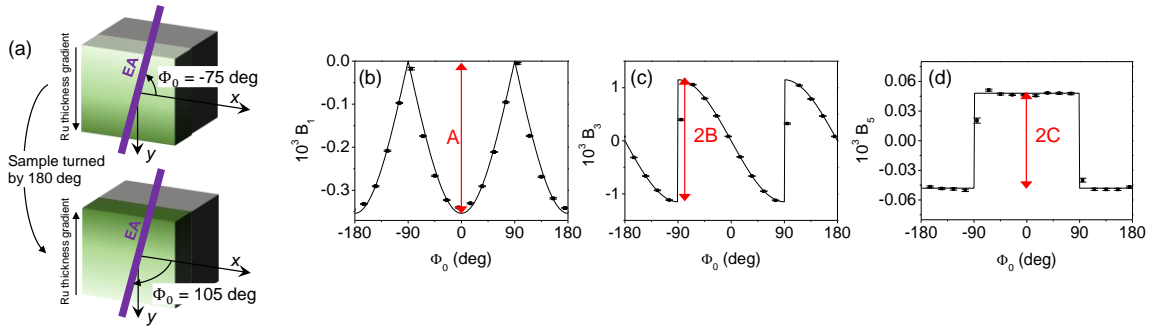 (a)
Ru thickness gradient
EA
Φ₀ = -75 deg
x
y
Sample turned
by 180 deg
Ru thickness gradient
EA
x
Φ₀ = 105 deg
y
(b)
10³ B₁
0.0
-0.1
-0.2
-0.3
A
-180 -90 0 90 180
Φ₀ (deg)
(c)
10³ B₃
1
0
-1
2B
-180 -90 0 90 180
Φ₀ (deg)
(d)
10³ B₅
0.06
0.03
0.00
-0.03
-0.06
2C
-180 -90 0 90 180
Φ₀ (deg)